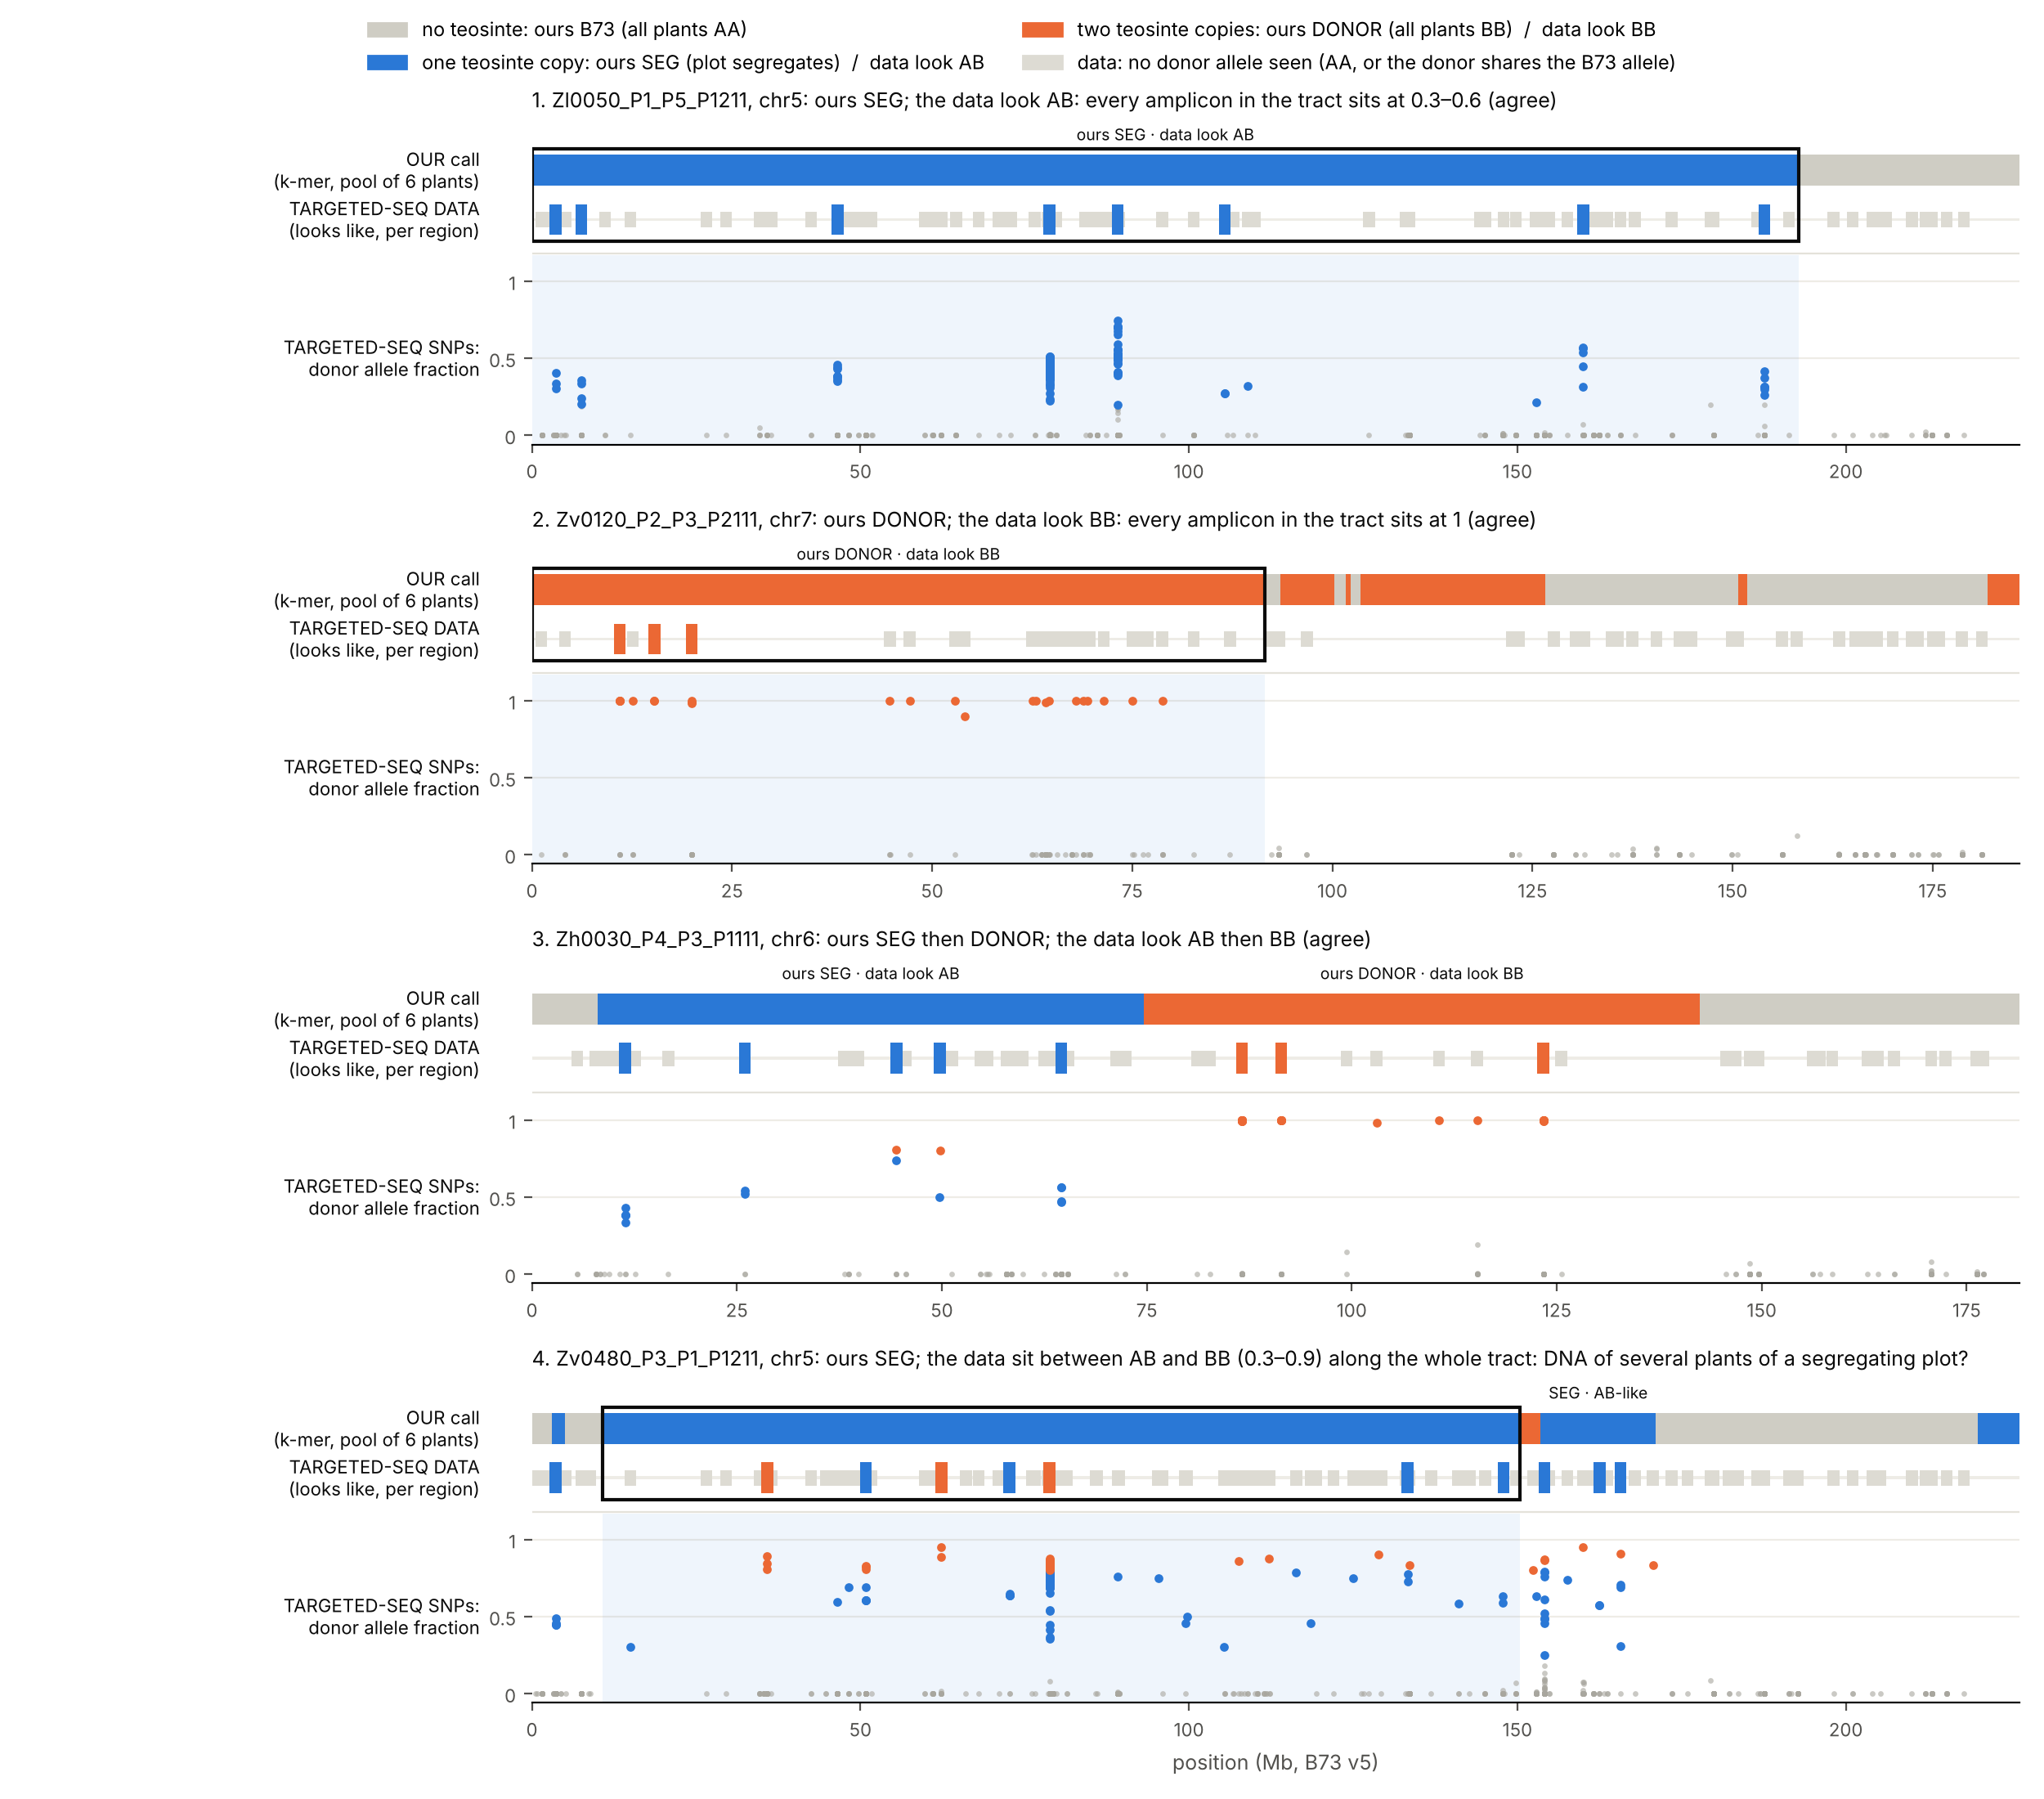 no teosinte: ours B73 (all plants AA)
two teosinte copies: ours DONOR (all plants BB)  /  data look BB
one teosinte copy: ours SEG (plot segregates)  /  data look AB
data: no donor allele seen (AA, or the donor shares the B73 allele)
1. Zl0050_P1_P5_P1211, chr5: ours SEG; the data look AB: every amplicon in the tract sits at 0.3–0.6 (agree)
ours SEG · data look AB
OUR call
(k-mer, pool of 6 plants)
TARGETED-SEQ DATA
(looks like, per region)
1
TARGETED-SEQ SNPs:
donor allele fraction
0.5
0
0 50 100 150 200
2. Zv0120_P2_P3_P2111, chr7: ours DONOR; the data look BB: every amplicon in the tract sits at 1 (agree)
ours DONOR · data look BB
OUR call
(k-mer, pool of 6 plants)
TARGETED-SEQ DATA
(looks like, per region)
1
TARGETED-SEQ SNPs:
donor allele fraction
0.5
0
0 25 50 75 100 125 150 175
3. Zh0030_P4_P3_P1111, chr6: ours SEG then DONOR; the data look AB then BB (agree)
ours SEG · data look AB
ours DONOR · data look BB
OUR call
(k-mer, pool of 6 plants)
TARGETED-SEQ DATA
(looks like, per region)
1
TARGETED-SEQ SNPs:
donor allele fraction
0.5
0
0 25 50 75 100 125 150 175
4. Zv0480_P3_P1_P1211, chr5: ours SEG; the data sit between AB and BB (0.3–0.9) along the whole tract: DNA of several plants of a segregating plot?
SEG · AB-like
OUR call
(k-mer, pool of 6 plants)
TARGETED-SEQ DATA
(looks like, per region)
1
TARGETED-SEQ SNPs:
donor allele fraction
0.5
0
0 50 100 150 200
position (Mb, B73 v5)